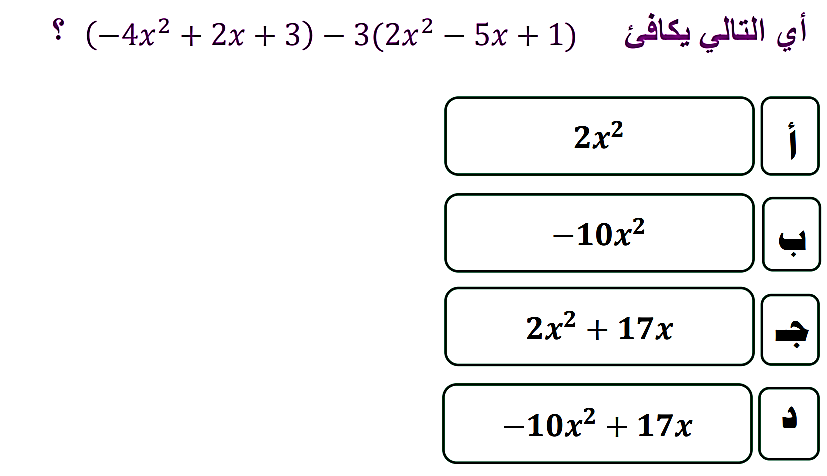 أي التالي يكافئ (−4x² + 2x + 3) − 3(2x² − 5x + 1) ؟
أ 2x²
ب −10x²
جـ 2x² + 17x
د −10x² + 17x